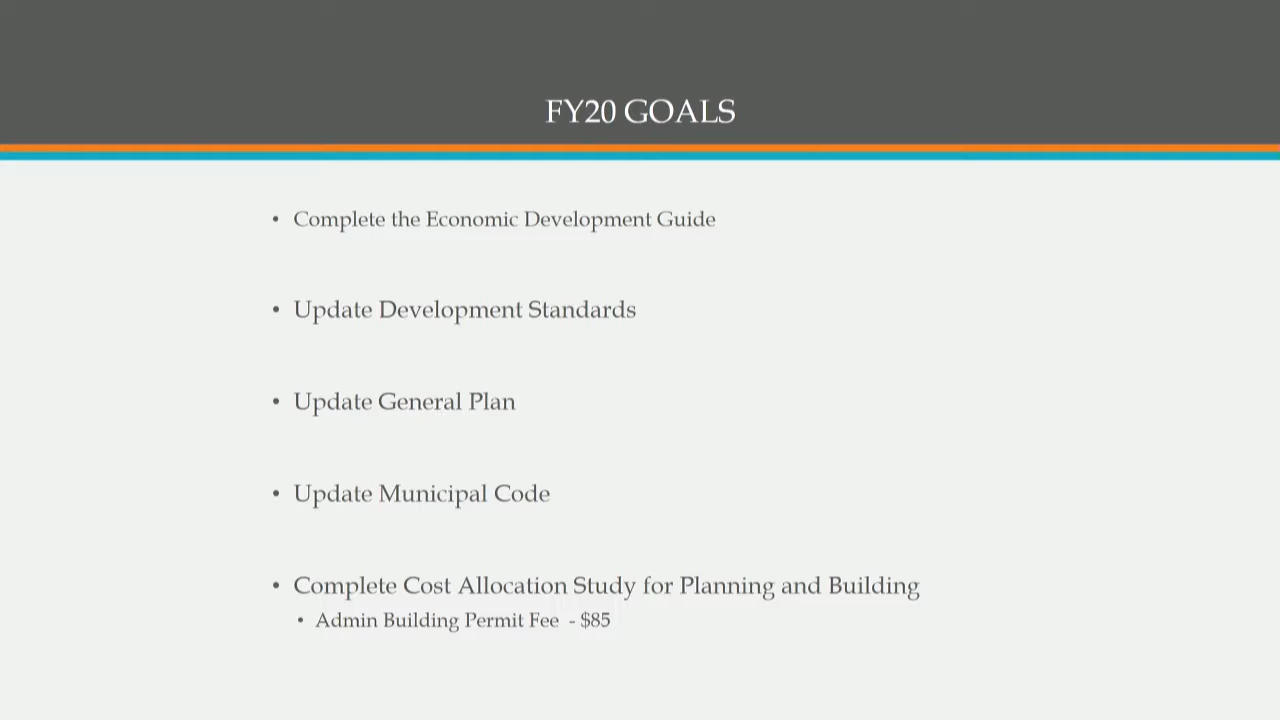 FY20 GOALS
• Complete the Economic Development Guide
• Update Development Standards
• Update General Plan
• Update Municipal Code
• Complete Cost Allocation Study for Planning and Building
• Admin Building Permit Fee - $85